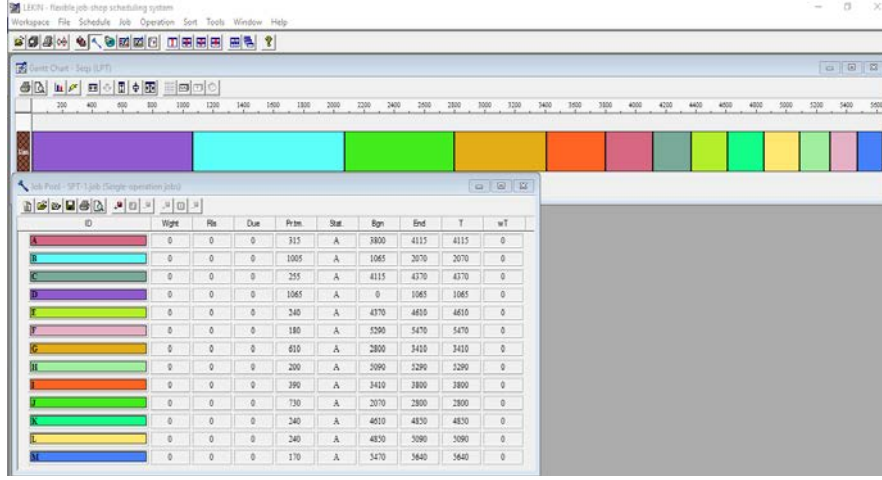 LEKIN - flexible job-shop scheduling system
Workspace File Schedule Job Operation Sort Tools Window Help
Gantt Chart - Seqs (LPT)
200 400 600 800 1000 1200 1400 1600 1800 2000 2200 2400 2600 2800 3000 3200 3400 3600 3800 4000 4200 4400 4600 4800 5000 5200 5400 5600
Job Pool - SPT-1.job (Single-operation jobs)
ID Wght Rls Due Pr.tm. Stat. Bgn End T wT
A 0 0 0 315 A 3800 4115 4115 0
B 0 0 0 1005 A 1065 2070 2070 0
C 0 0 0 255 A 4115 4370 4370 0
D 0 0 0 1065 A 0 1065 1065 0
E 0 0 0 240 A 4370 4610 4610 0
F 0 0 0 180 A 5290 5470 5470 0
G 0 0 0 610 A 2800 3410 3410 0
H 0 0 0 200 A 5090 5290 5290 0
I 0 0 0 390 A 3410 3800 3800 0
J 0 0 0 730 A 2070 2800 2800 0
K 0 0 0 240 A 4610 4850 4850 0
L 0 0 0 240 A 4850 5090 5090 0
M 0 0 0 170 A 5470 5640 5640 0